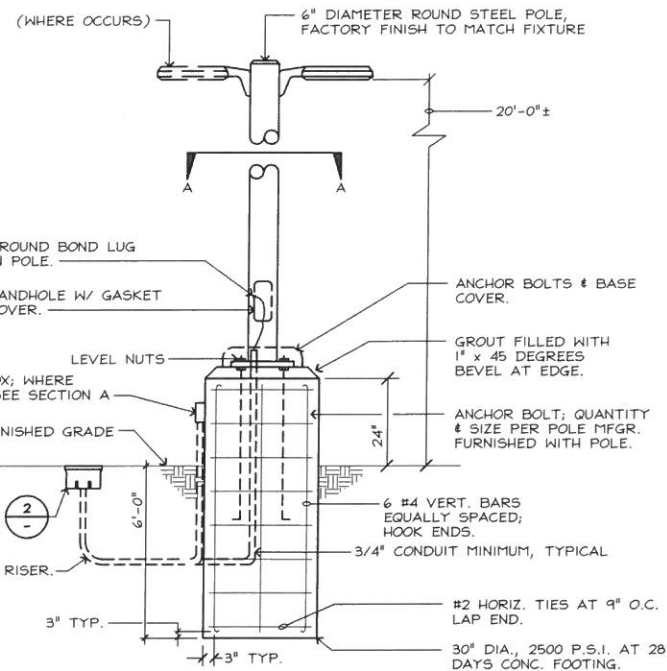 (WHERE OCCURS)
6" DIAMETER ROUND STEEL POLE,
FACTORY FINISH TO MATCH FIXTURE
20'-0"±
A
A
ROUND BOND LUG
POLE.
ANDHOLE W/ GASKET
OVER.
ANCHOR BOLTS & BASE
COVER.
LEVEL NUTS
GROUT FILLED WITH
1" x 45 DEGREES
BEVEL AT EDGE.
OX; WHERE
SEE SECTION A
24"
ANCHOR BOLT; QUANTITY
& SIZE PER POLE MFGR.
FURNISHED WITH POLE.
NISHED GRADE
2
-
6'-0"
6 #4 VERT. BARS
EQUALLY SPACED;
HOOK ENDS.
3/4" CONDUIT MINIMUM, TYPICAL
RISER.
#2 HORIZ. TIES AT 9" O.C.
LAP END.
3" TYP.
3" TYP.
30" DIA., 2500 P.S.I. AT 28
DAYS CONC. FOOTING.